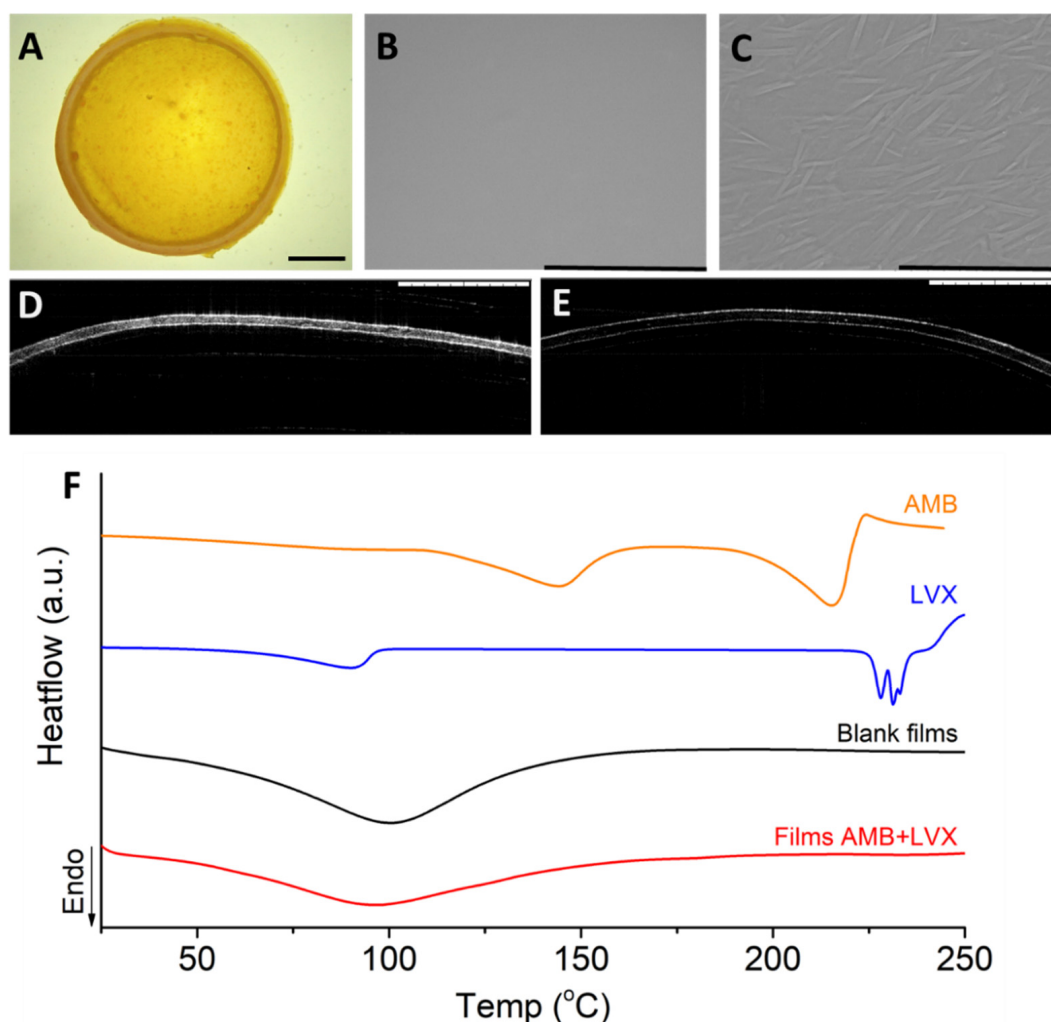 A
B
C
D
E
F
AMB
LVX
Blank films
Films AMB+LVX
Heatflow (a.u.)
Endo
50 100 150 200 250
Temp (°C)